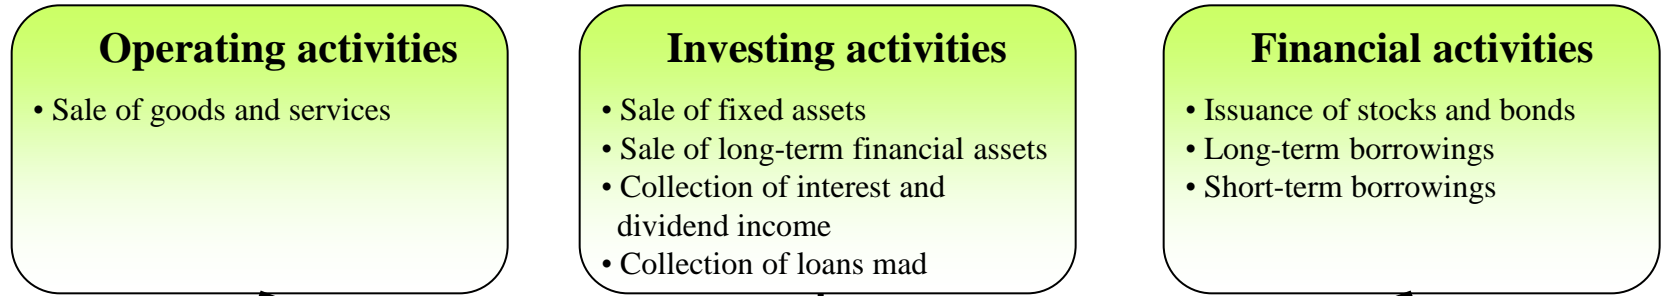 Operating activities
• Sale of goods and services
Investing activities
• Sale of fixed assets
• Sale of long-term financial assets
• Collection of interest and
dividend income
• Collection of loans mad
Financial activities
• Issuance of stocks and bonds
• Long-term borrowings
• Short-term borrowings